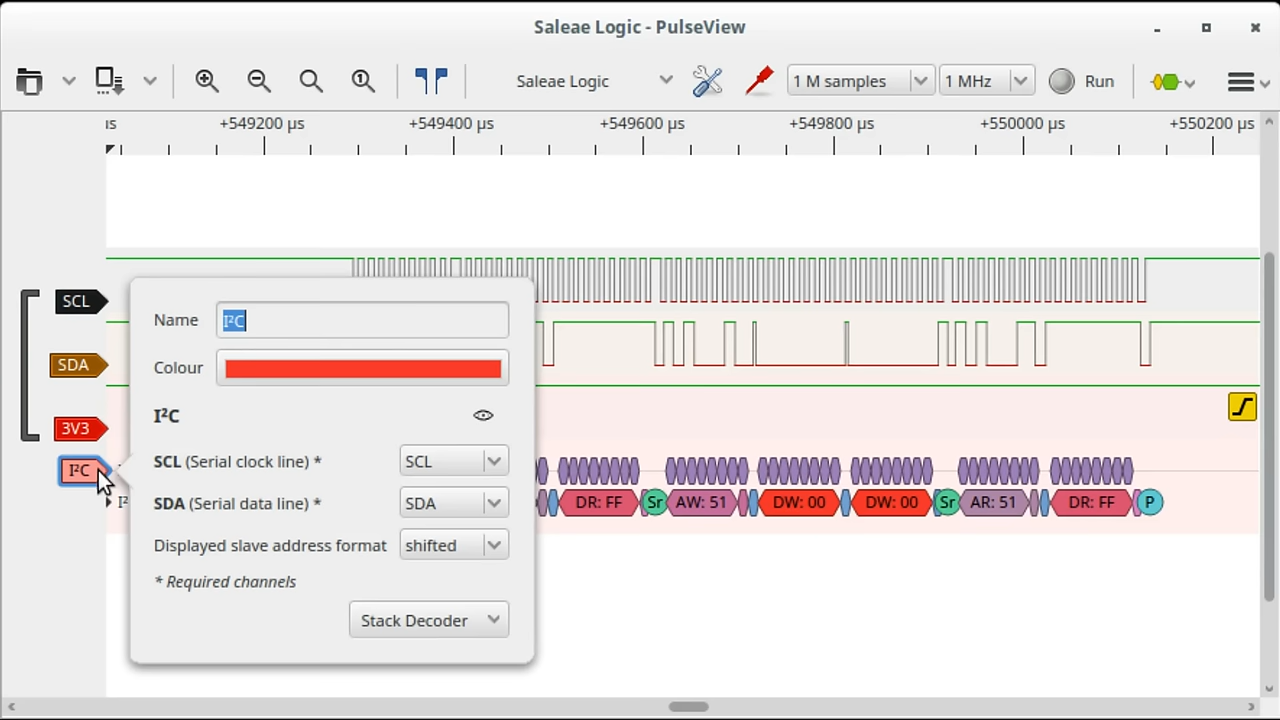 Saleae Logic - PulseView
Saleae Logic
1 M samples
1 MHz
Run
ıs +549200 µs +549400 µs +549600 µs +549800 µs +550000 µs +550200 µs
SCL
SDA
3V3
I²C
I²
Name I²C
Colour
I²C
SCL (Serial clock line) * SCL
SDA (Serial data line) * SDA
Displayed slave address format shifted
* Required channels
Stack Decoder
DR: FF Sr AW: 51 DW: 00 DW: 00 Sr AR: 51 DR: FF P